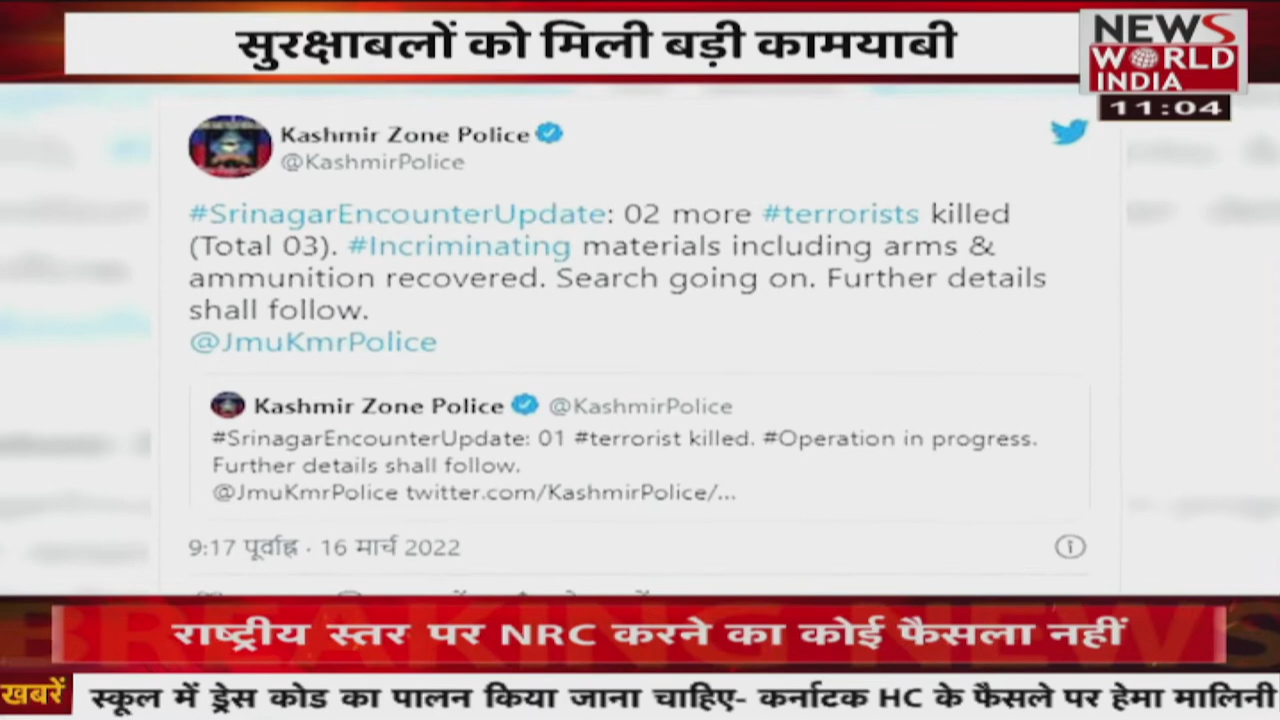 सुरक्षाबलों को मिली बड़ी कामयाबी
NEWS
WORLD
INDIA
11:04
Kashmir Zone Police
@KashmirPolice
#SrinagarEncounterUpdate: 02 more #terrorists killed
(Total 03). #Incriminating materials including arms &
ammunition recovered. Search going on. Further details
shall follow.
@JmuKmrPolice
Kashmir Zone Police @KashmirPolice
#SrinagarEncounterUpdate: 01 #terrorist killed. #Operation in progress.
Further details shall follow.
@JmuKmrPolice twitter.com/KashmirPolice/...
9:17 पूर्वाह्न · 16 मार्च 2022
BREAKING NEWS
राष्ट्रीय स्तर पर NRC करने का कोई फैसला नहीं
खबरें
स्कूल में ड्रेस कोड का पालन किया जाना चाहिए- कर्नाटक HC के फैसले पर हेमा मालिनी